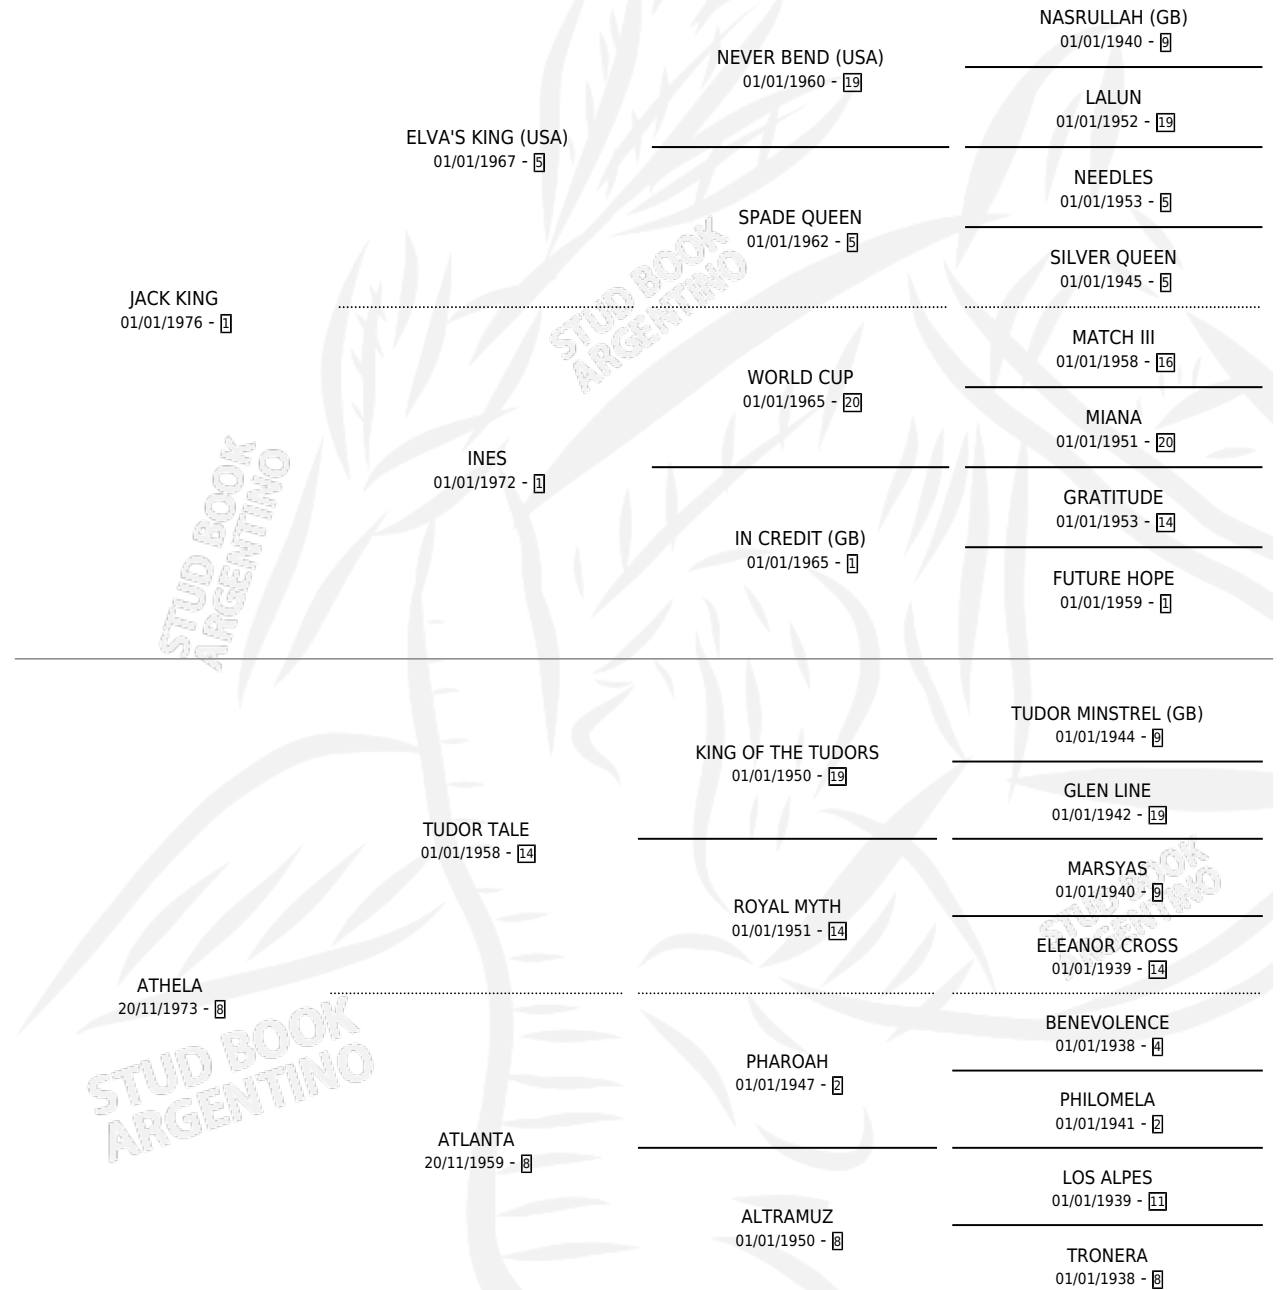 NASRULLAH (GB)
01/01/1940 - 9
NEVER BEND (USA)
01/01/1960 - 19
LALUN
01/01/1952 - 19
ELVA'S KING (USA)
01/01/1967 - 5
NEEDLES
01/01/1953 - 5
SPADE QUEEN
01/01/1962 - 5
SILVER QUEEN
01/01/1945 - 5
JACK KING
01/01/1976 - 1
MATCH III
01/01/1958 - 16
WORLD CUP
01/01/1965 - 20
MIANA
01/01/1951 - 20
INES
01/01/1972 - 1
GRATITUDE
01/01/1953 - 14
IN CREDIT (GB)
01/01/1965 - 1
FUTURE HOPE
01/01/1959 - 1
STUD BOOK
ARGENTINO
STUD BOOK
ARGENTINO
TUDOR MINSTREL (GB)
01/01/1944 - 9
KING OF THE TUDORS
01/01/1950 - 19
GLEN LINE
01/01/1942 - 19
TUDOR TALE
01/01/1958 - 14
MARSYAS
01/01/1940 - 9
ROYAL MYTH
01/01/1951 - 14
ELEANOR CROSS
01/01/1939 - 14
ATHELA
20/11/1973 - 8
BENEVOLENCE
01/01/1938 - 4
PHAROAH
01/01/1947 - 2
PHILOMELA
01/01/1941 - 2
ATLANTA
20/11/1959 - 8
LOS ALPES
01/01/1939 - 11
ALTRAMUZ
01/01/1950 - 8
TRONERA
01/01/1938 - 8
STUD BOOK
ARGENTINO
STUD BOOK
ARGENTINO